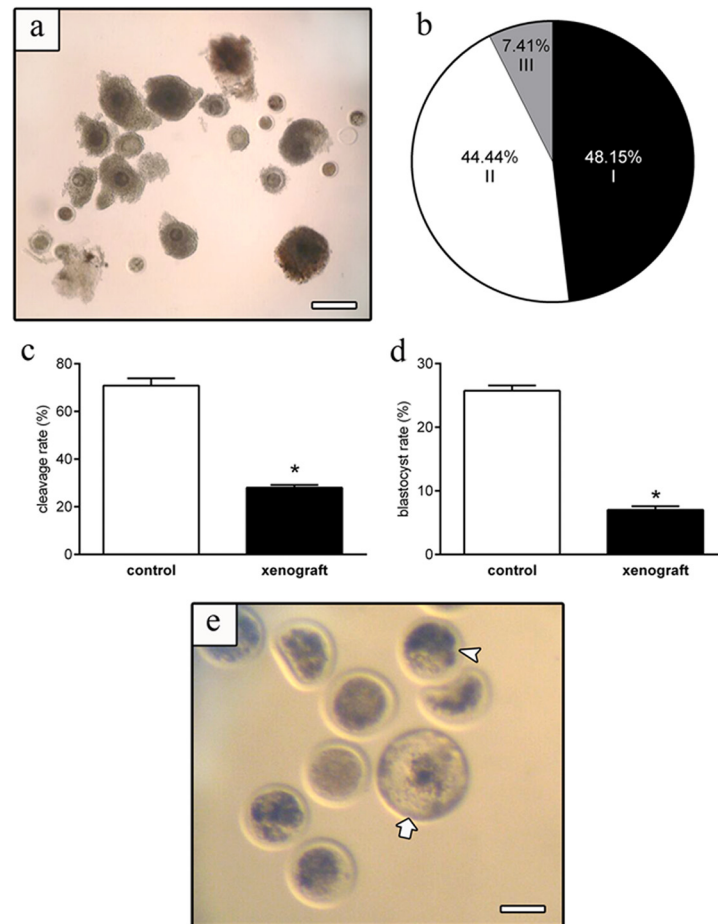 a
b
7.41%
III
44.44%
II
48.15%
I
c
80
60
40
20
0
cleavage rate (%)
*
control
xenograft
d
30
20
10
0
blastocyst rate (%)
*
control
xenograft
e